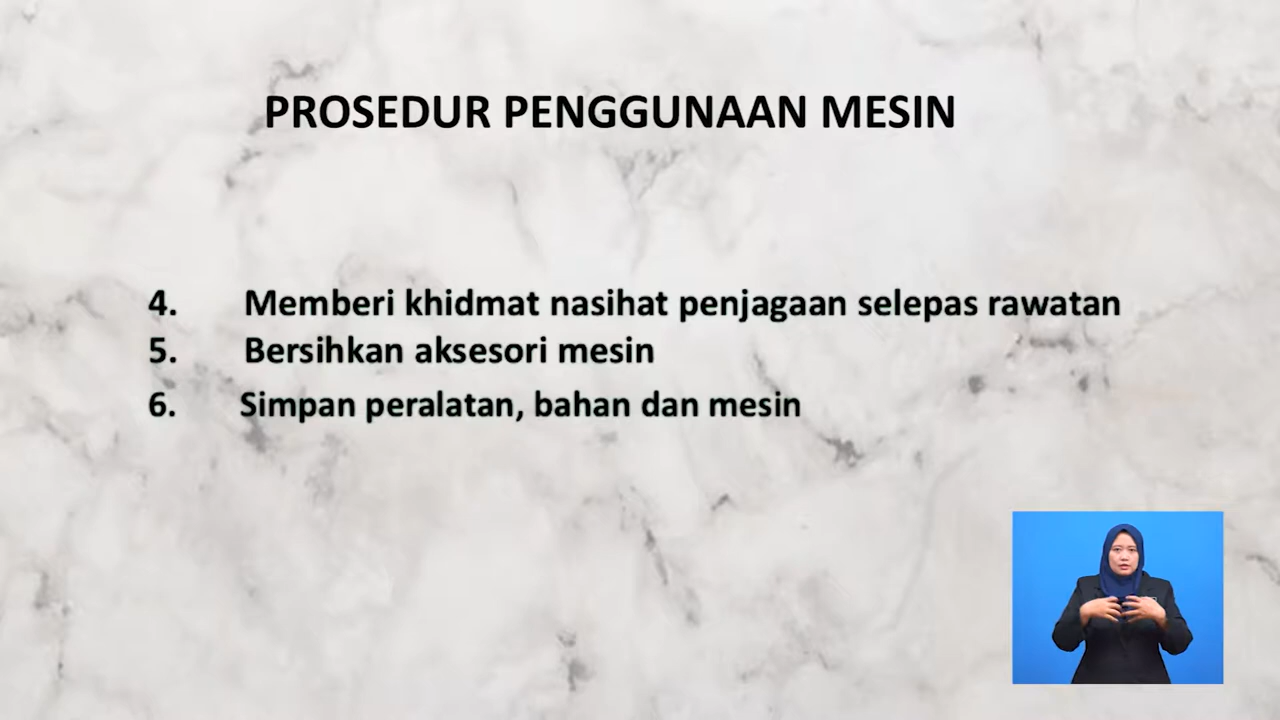 PROSEDUR PENGGUNAAN MESIN
4. Memberi khidmat nasihat penjagaan selepas rawatan
5. Bersihkan aksesori mesin
6. Simpan peralatan, bahan dan mesin